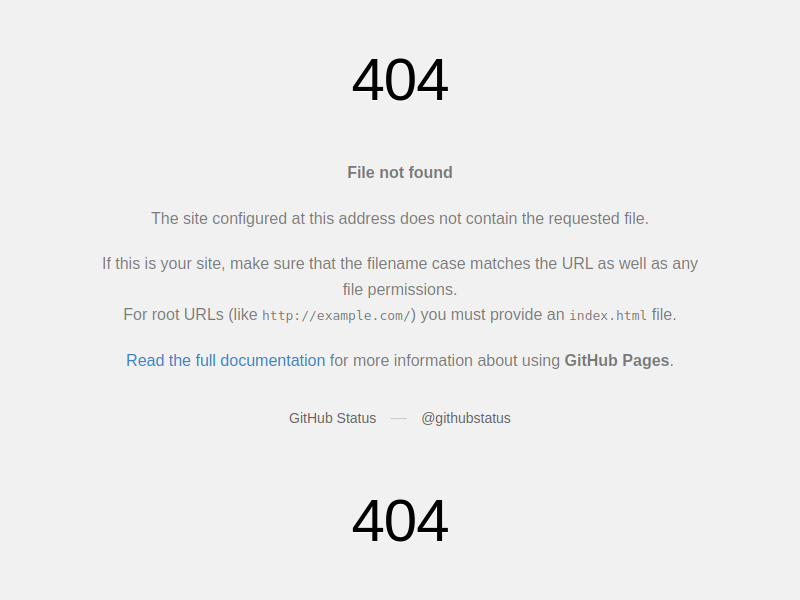 404
File not found
The site configured at this address does not contain the requested file.
If this is your site, make sure that the filename case matches the URL as well as any
file permissions.
For root URLs (like http://example.com/) you must provide an index.html file.
Read the full documentation for more information about using GitHub Pages.
GitHub Status — @githubstatus
404